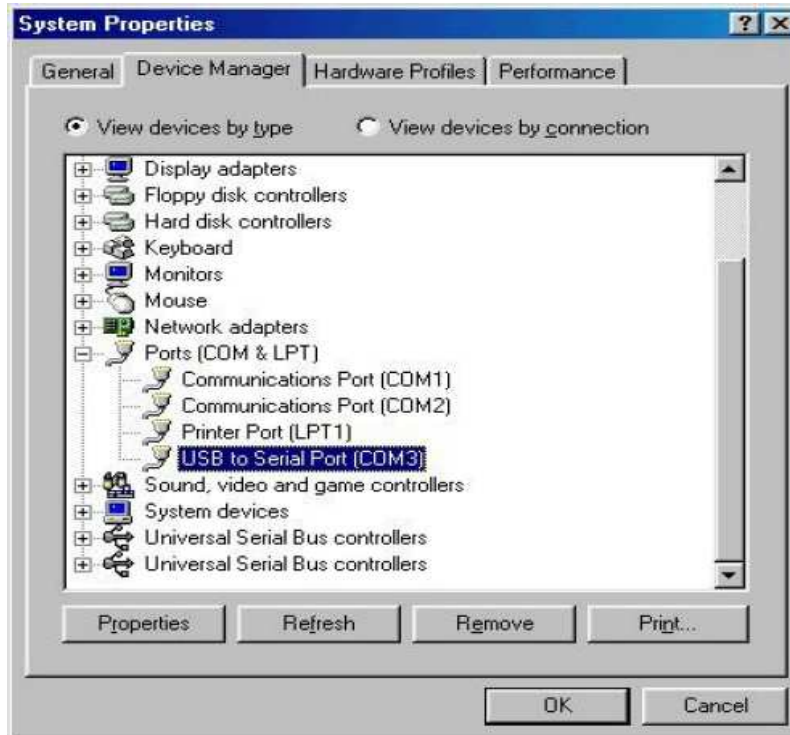 System Properties
General Device Manager Hardware Profiles Performance
View devices by type View devices by connection
Display adapters
Floppy disk controllers
Hard disk controllers
Keyboard
Monitors
Mouse
Network adapters
Ports (COM & LPT)
Communications Port (COM1)
Communications Port (COM2)
Printer Port (LPT1)
USB to Serial Port (COM3)
Sound, video and game controllers
System devices
Universal Serial Bus controllers
Universal Serial Bus controllers
Properties Refresh Remove Print...
OK Cancel